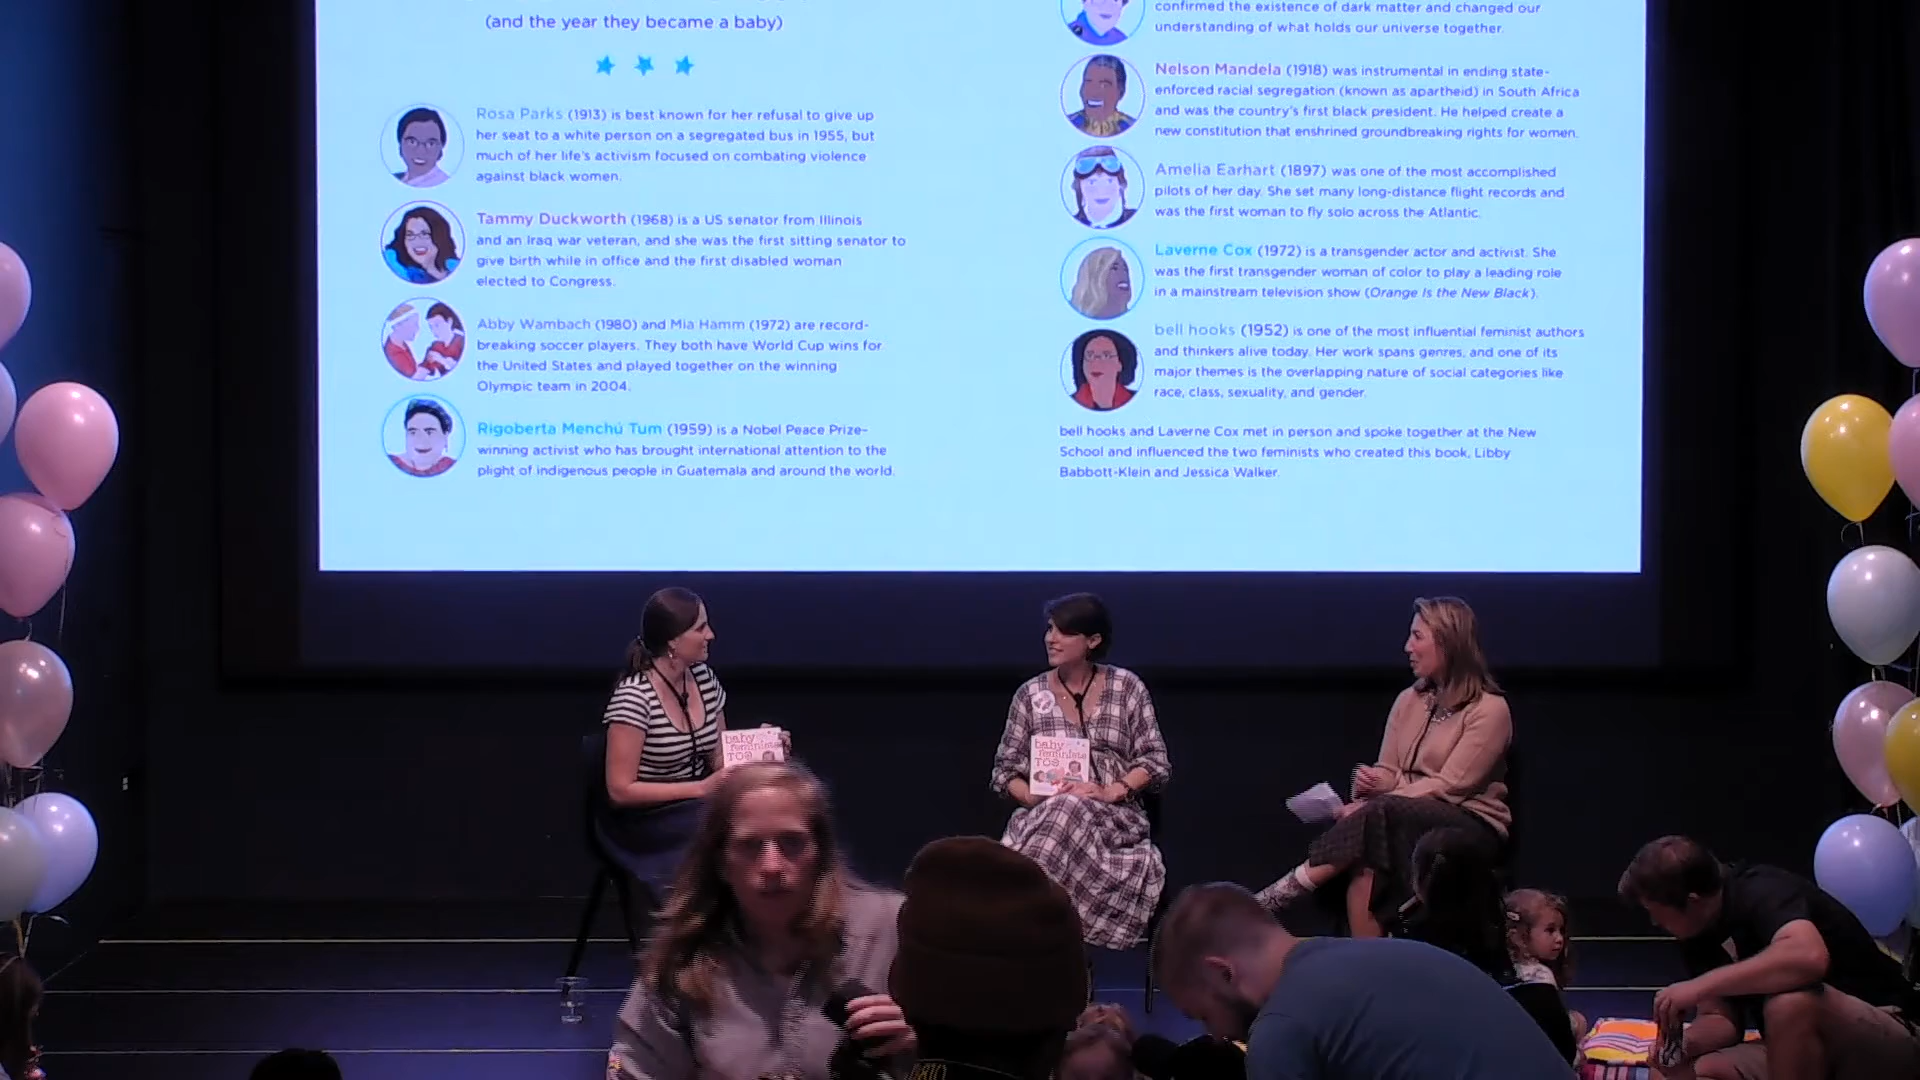 (and the year they became a baby)
Rosa Parks (1913) is best known for her refusal to give up
her seat to a white person on a segregated bus in 1955, but
much of her life's activism focused on combating violence
against black women.
Tammy Duckworth (1968) is a US senator from Illinois
and an Iraq war veteran, and she was the first sitting senator to
give birth while in office and the first disabled woman
elected to Congress.
Abby Wambach (1980) and Mia Hamm (1972) are record-
breaking soccer players. They both have World Cup wins for
the United States and played together on the winning
Olympic team in 2004.
Rigoberta Menchú Tum (1959) is a Nobel Peace Prize–
winning activist who has brought international attention to the
plight of indigenous people in Guatemala and around the world.
confirmed the existence of dark matter and changed our
understanding of what holds our universe together.
Nelson Mandela (1918) was instrumental in ending state-
enforced racial segregation (known as apartheid) in South Africa
and was the country's first black president. He helped create a
new constitution that enshrined groundbreaking rights for women.
Amelia Earhart (1897) was one of the most accomplished
pilots of her day. She set many long-distance flight records and
was the first woman to fly solo across the Atlantic.
Laverne Cox (1972) is a transgender actor and activist. She
was the first transgender woman of color to play a leading role
in a mainstream television show (Orange Is the New Black).
bell hooks (1952) is one of the most influential feminist authors
and thinkers alive today. Her work spans genres, and one of its
major themes is the overlapping nature of social categories like
race, class, sexuality, and gender.
bell hooks and Laverne Cox met in person and spoke together at the New
School and influenced the two feminists who created this book, Libby
Babbott-Klein and Jessica Walker.
baby
feminists
TOO
baby
feminists
TOO